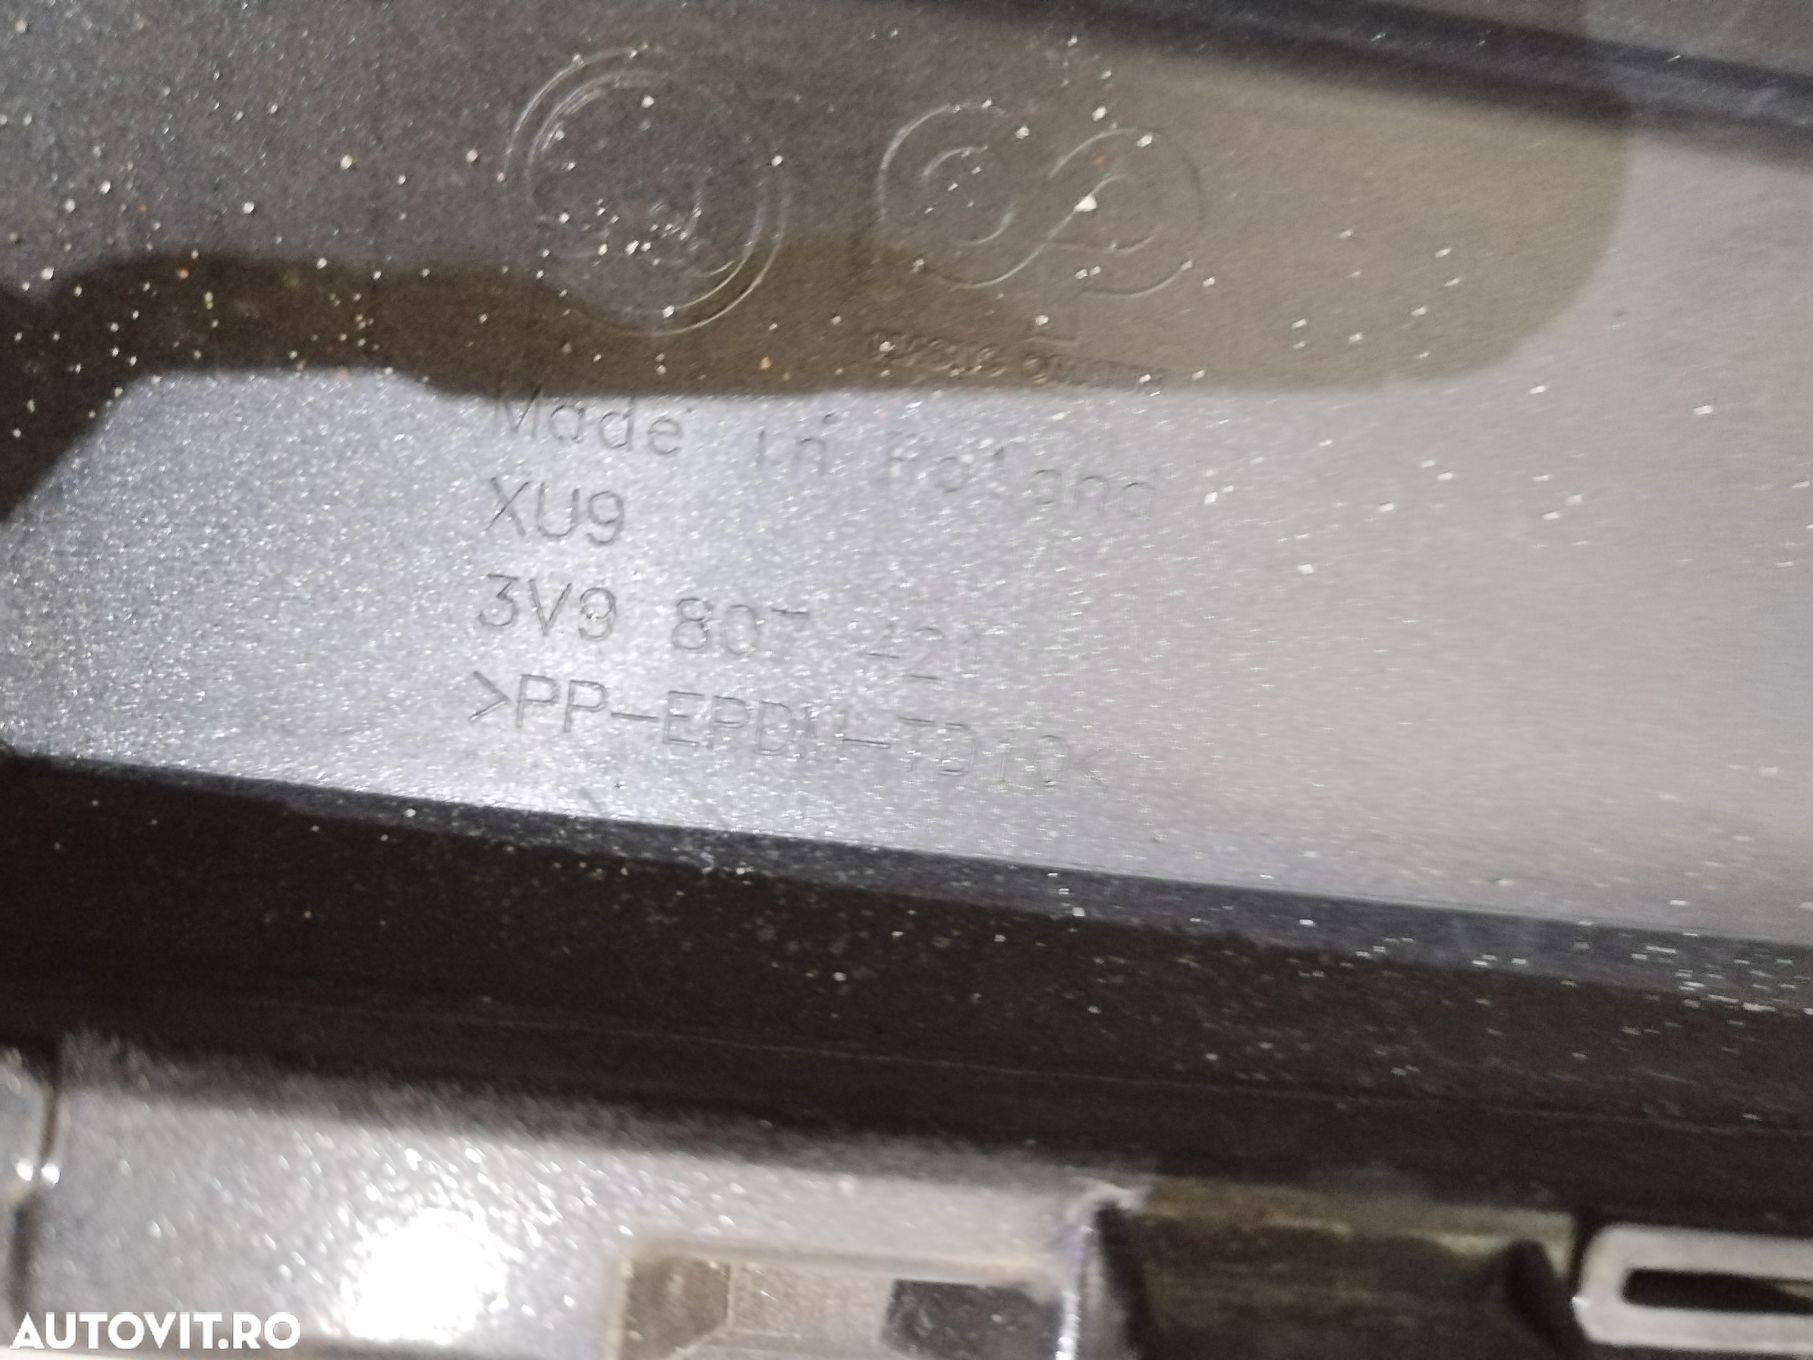 Made in Poland
XU9
3V9 807 421
>PP-EPDM-TD10<
AUTOVIT.RO